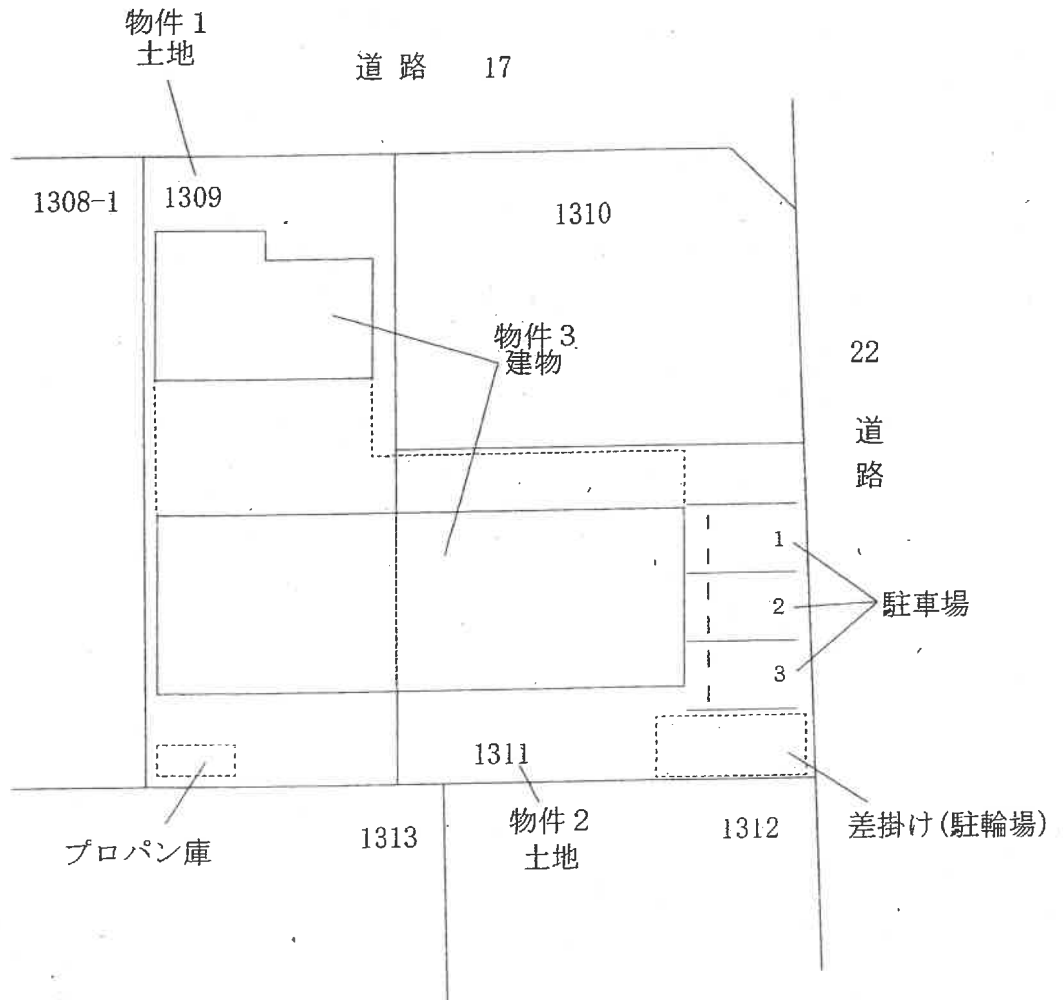 物件1
土地
道路 17
1308-1
1309
1310
物件3
建物
22
道
路
1
2
3
駐車場
1311
物件2
土地
1312
差掛け(駐輪場)
1313
プロパン庫